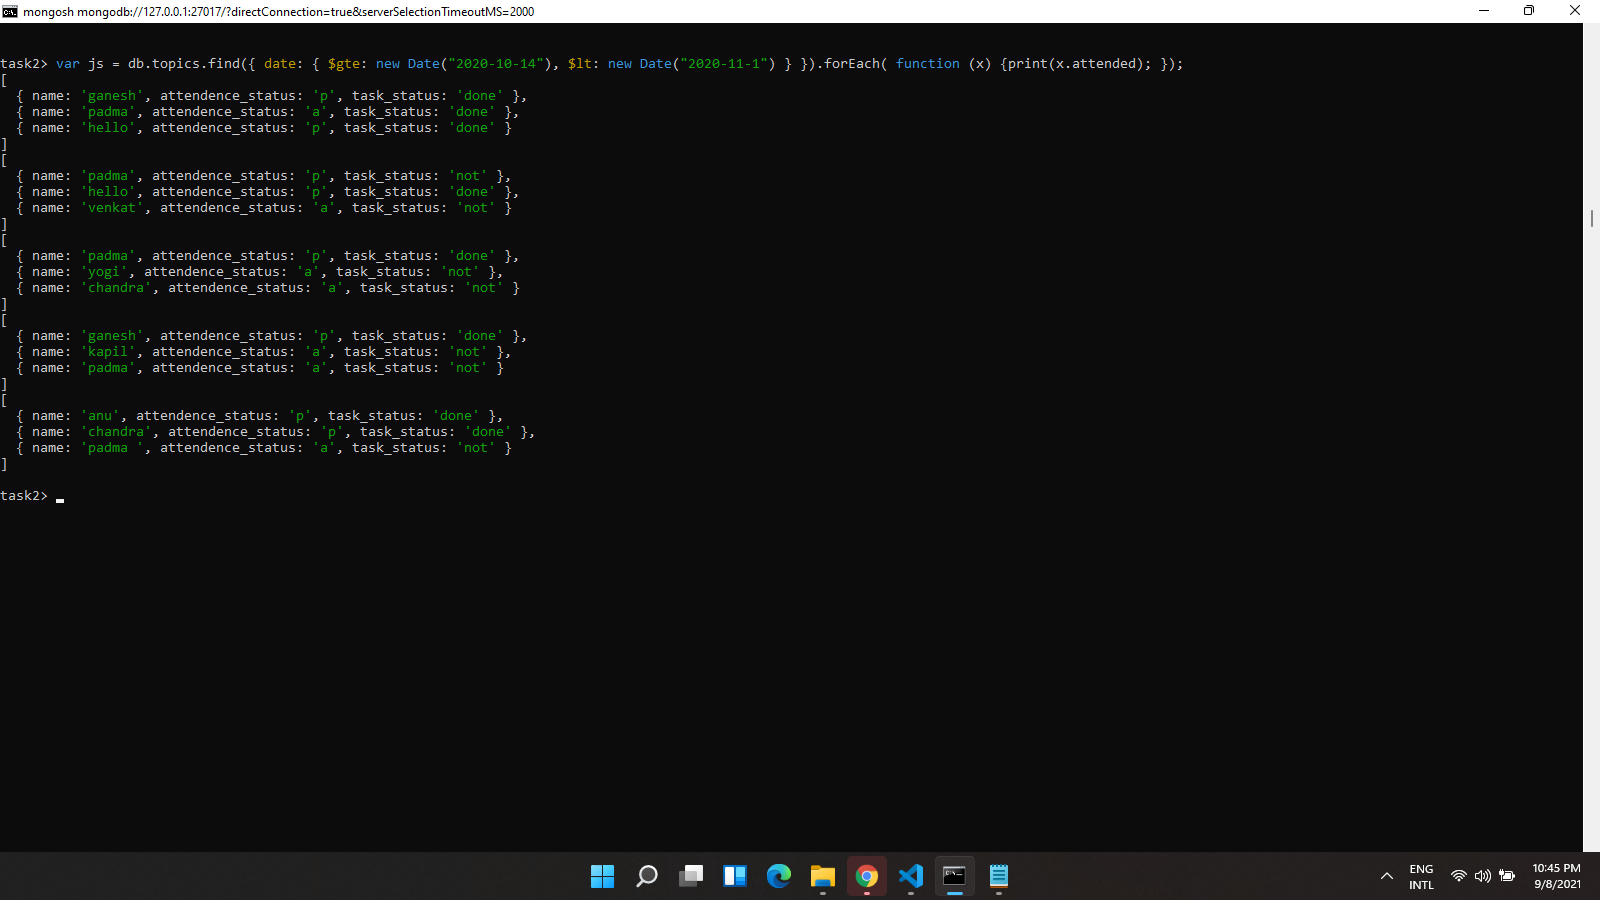 mongosh mongodb://127.0.0.1:27017/?directConnection=true&serverSelectionTimeoutMS=2000
task2> var js = db.topics.find({ date: { $gte: new Date("2020-10-14"), $lt: new Date("2020-11-1") } }).forEach( function (x) {print(x.attended); });
[
  { name: 'ganesh', attendence_status: 'p', task_status: 'done' },
  { name: 'padma', attendence_status: 'a', task_status: 'done' },
  { name: 'hello', attendence_status: 'p', task_status: 'done' }
]
[
  { name: 'padma', attendence_status: 'p', task_status: 'not' },
  { name: 'hello', attendence_status: 'p', task_status: 'done' },
  { name: 'venkat', attendence_status: 'a', task_status: 'not' }
]
[
  { name: 'padma', attendence_status: 'p', task_status: 'done' },
  { name: 'yogi', attendence_status: 'a', task_status: 'not' },
  { name: 'chandra', attendence_status: 'a', task_status: 'not' }
]
[
  { name: 'ganesh', attendence_status: 'p', task_status: 'done' },
  { name: 'kapil', attendence_status: 'a', task_status: 'not' },
  { name: 'padma', attendence_status: 'a', task_status: 'not' }
]
[
  { name: 'anu', attendence_status: 'p', task_status: 'done' },
  { name: 'chandra', attendence_status: 'p', task_status: 'done' },
  { name: 'padma ', attendence_status: 'a', task_status: 'not' }
]
task2>
ENG
INTL
10:45 PM
9/8/2021